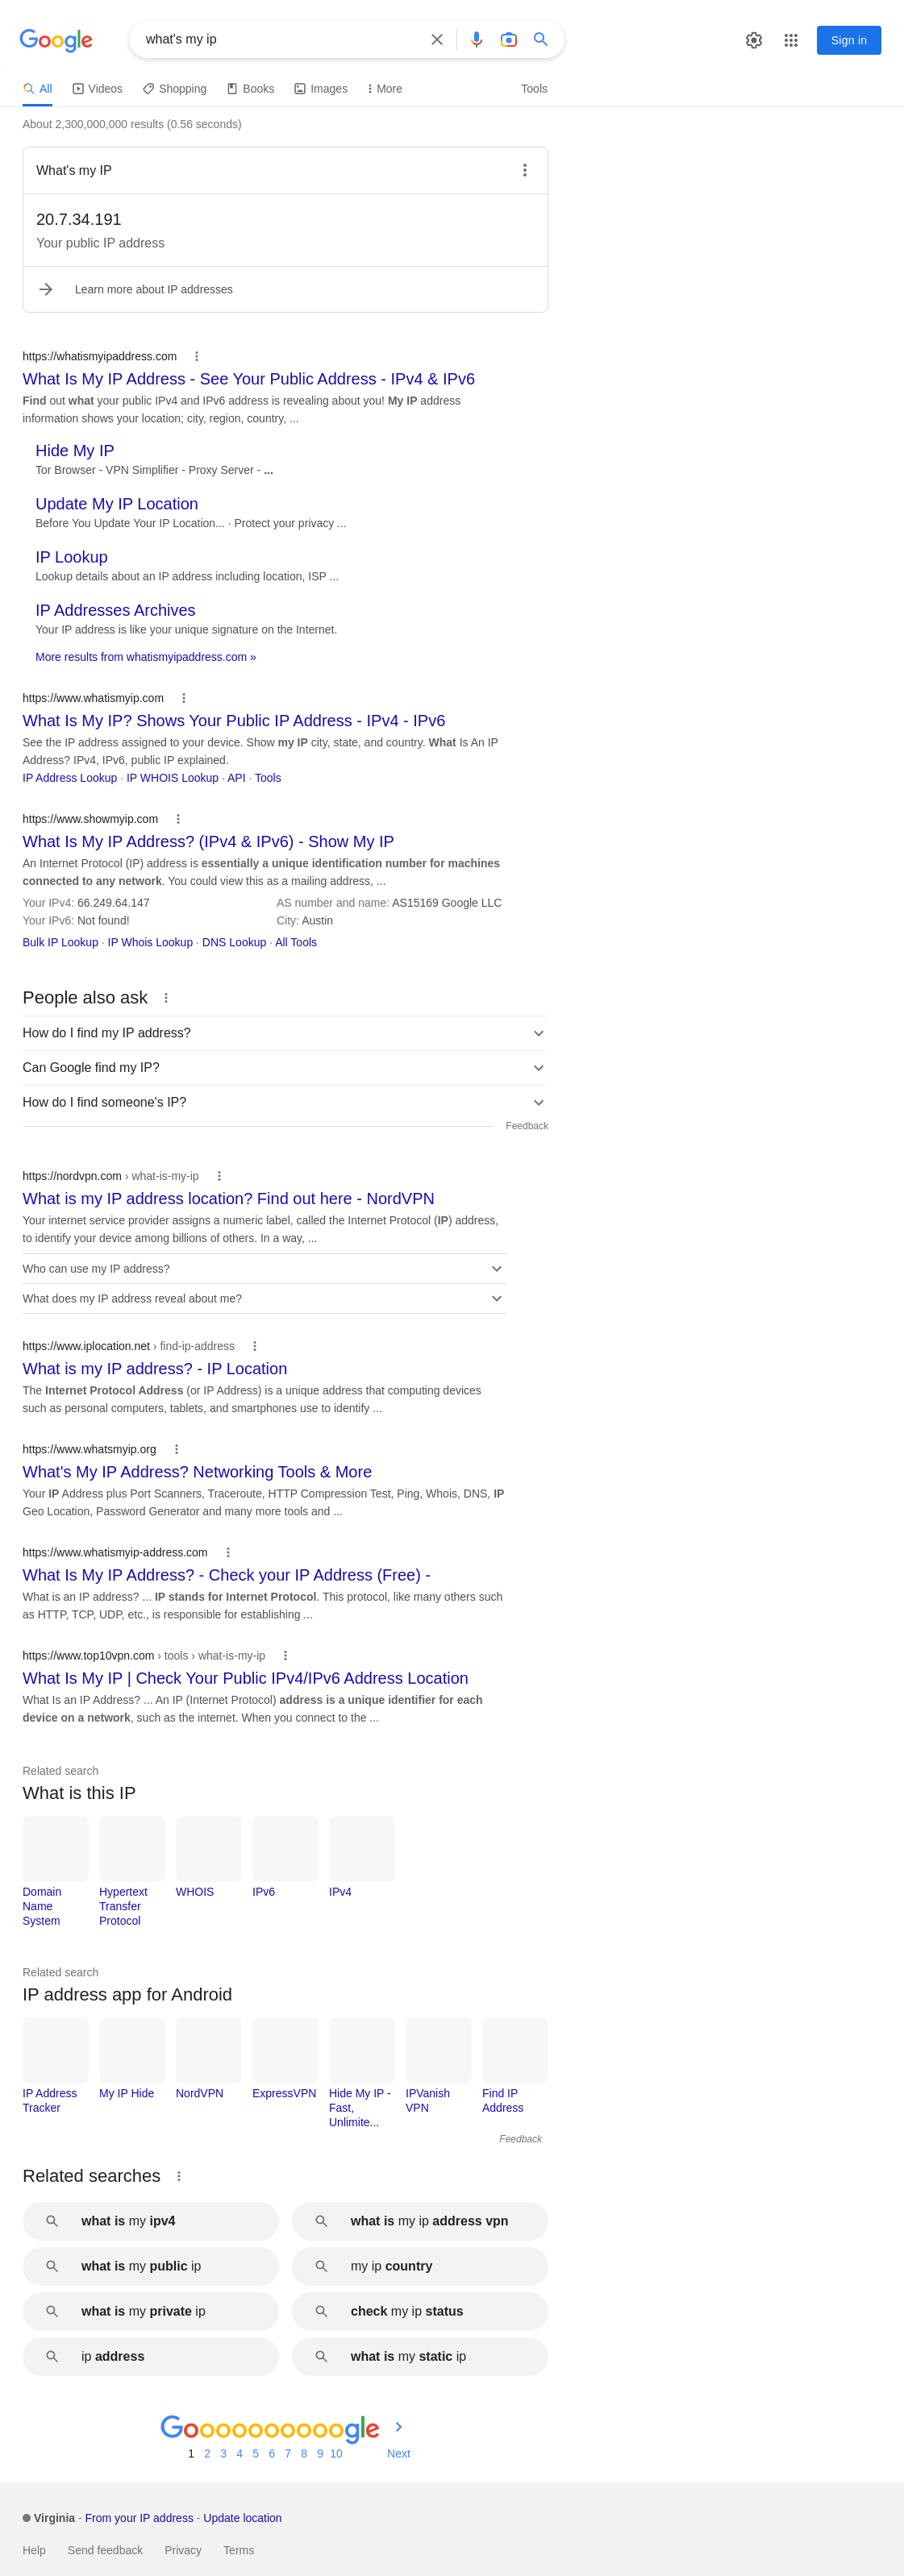 Google
what's my ip
Sign in
All
Videos
Shopping
Books
Images
More
Tools
About 2,300,000,000 results (0.56 seconds)
What's my IP
20.7.34.191
Your public IP address
Learn more about IP addresses
https://whatismyipaddress.com
What Is My IP Address - See Your Public Address - IPv4 & IPv6
Find out what your public IPv4 and IPv6 address is revealing about you! My IP address
information shows your location; city, region, country, ...
Hide My IP
Tor Browser - VPN Simplifier - Proxy Server - ...
Update My IP Location
Before You Update Your IP Location... · Protect your privacy ...
IP Lookup
Lookup details about an IP address including location, ISP ...
IP Addresses Archives
Your IP address is like your unique signature on the Internet.
More results from whatismyipaddress.com »
https://www.whatismyip.com
What Is My IP? Shows Your Public IP Address - IPv4 - IPv6
See the IP address assigned to your device. Show my IP city, state, and country. What Is An IP
Address? IPv4, IPv6, public IP explained.
IP Address Lookup · IP WHOIS Lookup · API · Tools
https://www.showmyip.com
What Is My IP Address? (IPv4 & IPv6) - Show My IP
An Internet Protocol (IP) address is essentially a unique identification number for machines
connected to any network. You could view this as a mailing address, ...
Your IPv4: 66.249.64.147
AS number and name: AS15169 Google LLC
Your IPv6: Not found!
City: Austin
Bulk IP Lookup · IP Whois Lookup · DNS Lookup · All Tools
People also ask
How do I find my IP address?
Can Google find my IP?
How do I find someone's IP?
Feedback
https://nordvpn.com › what-is-my-ip
What is my IP address location? Find out here - NordVPN
Your internet service provider assigns a numeric label, called the Internet Protocol (IP) address,
to identify your device among billions of others. In a way, ...
Who can use my IP address?
What does my IP address reveal about me?
https://www.iplocation.net › find-ip-address
What is my IP address? - IP Location
The Internet Protocol Address (or IP Address) is a unique address that computing devices
such as personal computers, tablets, and smartphones use to identify ...
https://www.whatsmyip.org
What's My IP Address? Networking Tools & More
Your IP Address plus Port Scanners, Traceroute, HTTP Compression Test, Ping, Whois, DNS, IP
Geo Location, Password Generator and many more tools and ...
https://www.whatismyip-address.com
What Is My IP Address? - Check your IP Address (Free) -
What is an IP address? ... IP stands for Internet Protocol. This protocol, like many others such
as HTTP, TCP, UDP, etc., is responsible for establishing ...
https://www.top10vpn.com › tools › what-is-my-ip
What Is My IP | Check Your Public IPv4/IPv6 Address Location
What Is an IP Address? ... An IP (Internet Protocol) address is a unique identifier for each
device on a network, such as the internet. When you connect to the ...
Related search
What is this IP
Domain
Name
System
Hypertext
Transfer
Protocol
WHOIS
IPv6
IPv4
Related search
IP address app for Android
IP Address
Tracker
My IP Hide
NordVPN
ExpressVPN
Hide My IP -
Fast,
Unlimite...
IPVanish
VPN
Find IP
Address
Feedback
Related searches
what is my ipv4
what is my ip address vpn
what is my public ip
my ip country
what is my private ip
check my ip status
ip address
what is my static ip
Goooooooooogle
1 2 3 4 5 6 7 8 9 10
Next
Virginia - From your IP address - Update location
Help
Send feedback
Privacy
Terms